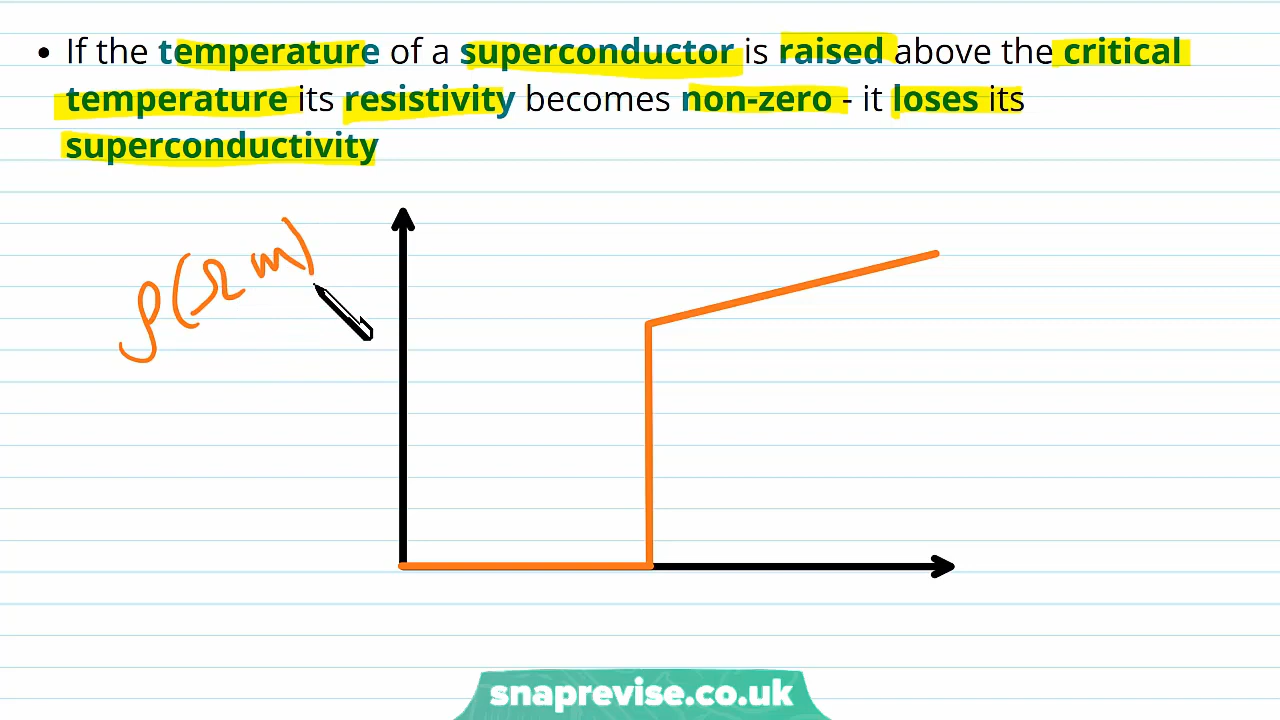 • If the temperature of a superconductor is raised above the critical
temperature its resistivity becomes non-zero - it loses its
superconductivity
ρ(Ωm)
snaprevise.co.uk